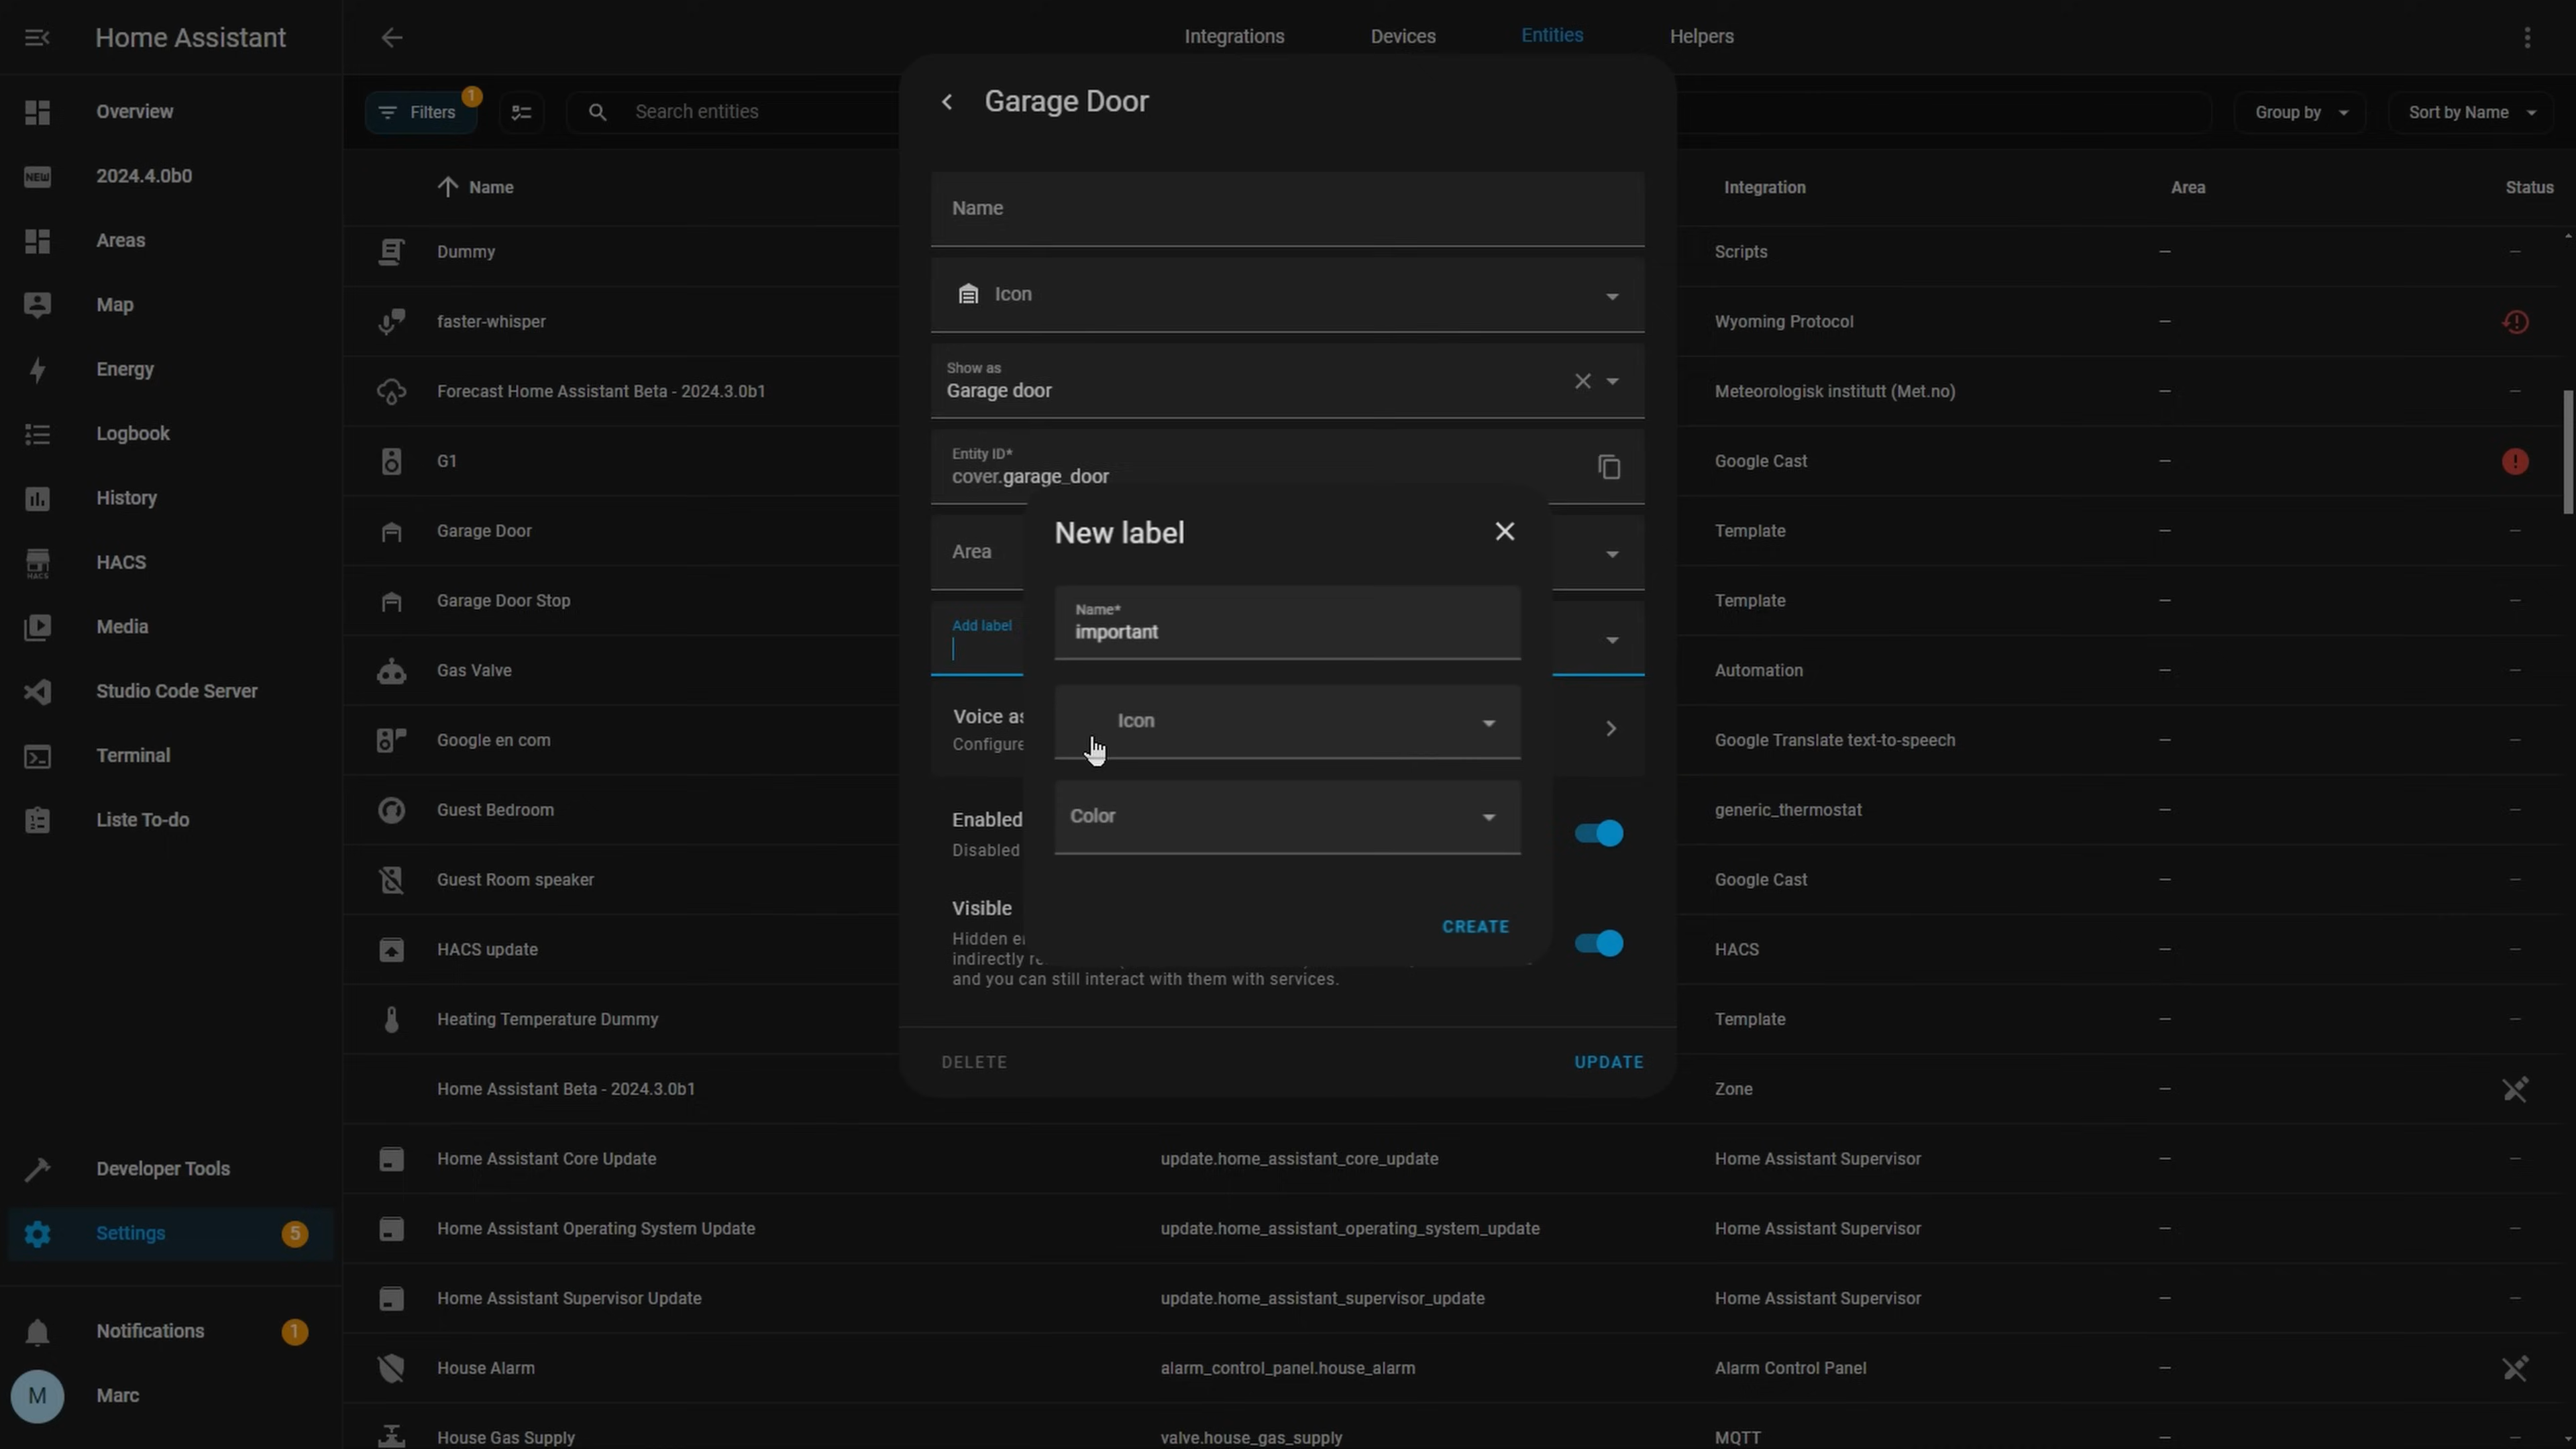 Home Assistant
Integrations
Devices
Entities
Helpers
Overview
NEW
2024.4.0b0
Areas
Map
Energy
Logbook
History
HACS
HACS
Media
Studio Code Server
Terminal
Liste To-do
Developer Tools
Settings
5
Notifications
1
M
Marc
Filters
1
Search entities
Group by
Sort by Name
Name
Integration
Area
Status
Dummy
Scripts
–
–
faster-whisper
Wyoming Protocol
–
Forecast Home Assistant Beta - 2024.3.0b1
Meteorologisk institutt (Met.no)
–
–
G1
Google Cast
–
Garage Door
Template
–
–
Garage Door Stop
Template
–
–
Gas Valve
Automation
–
–
Google en com
Google Translate text-to-speech
–
–
Guest Bedroom
generic_thermostat
–
–
Guest Room speaker
Google Cast
–
–
HACS update
HACS
–
–
Heating Temperature Dummy
Template
–
–
Home Assistant Beta - 2024.3.0b1
Zone
–
Home Assistant Core Update
update.home_assistant_core_update
Home Assistant Supervisor
–
–
Home Assistant Operating System Update
update.home_assistant_operating_system_update
Home Assistant Supervisor
–
–
Home Assistant Supervisor Update
update.home_assistant_supervisor_update
Home Assistant Supervisor
–
–
House Alarm
alarm_control_panel.house_alarm
Alarm Control Panel
–
House Gas Supply
valve.house_gas_supply
MQTT
–
–
Garage Door
Name
Icon
Show as
Garage door
Entity ID*
cover.garage_door
Area
Add label
Voice as
Configure
Enabled
Disabled
Visible
Hidden
indirectly
and you can still interact with them with services.
DELETE
UPDATE
New label
Name*
important
Icon
Color
CREATE